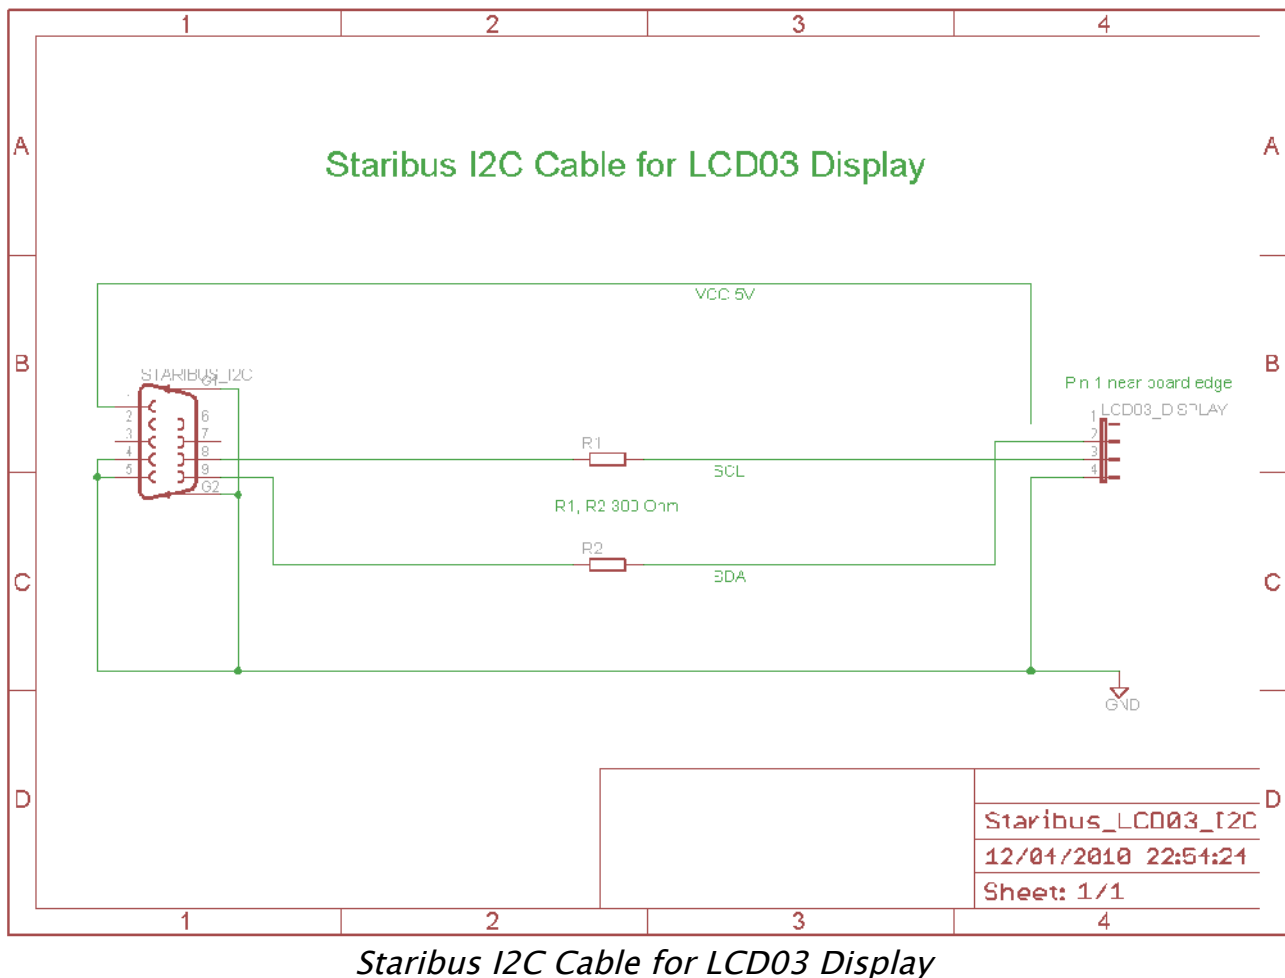 1 2 3 4
A A
Staribus I2C Cable for LCD03 Display
VCC 5V
B B
STARIBUS_I2C
G1
Pin 1 near board edge
LCD03_DISPLAY
1
2
3
4
5
6
7
8
9
G2
1
2
3
4
R1
SCL
R1, R2 300 Ohm
R2
SDA
C C
GND
D D
Staribus_LCD03_I2C
12/04/2010 22:54:24
Sheet: 1/1
1 2 3 4
Staribus I2C Cable for LCD03 Display